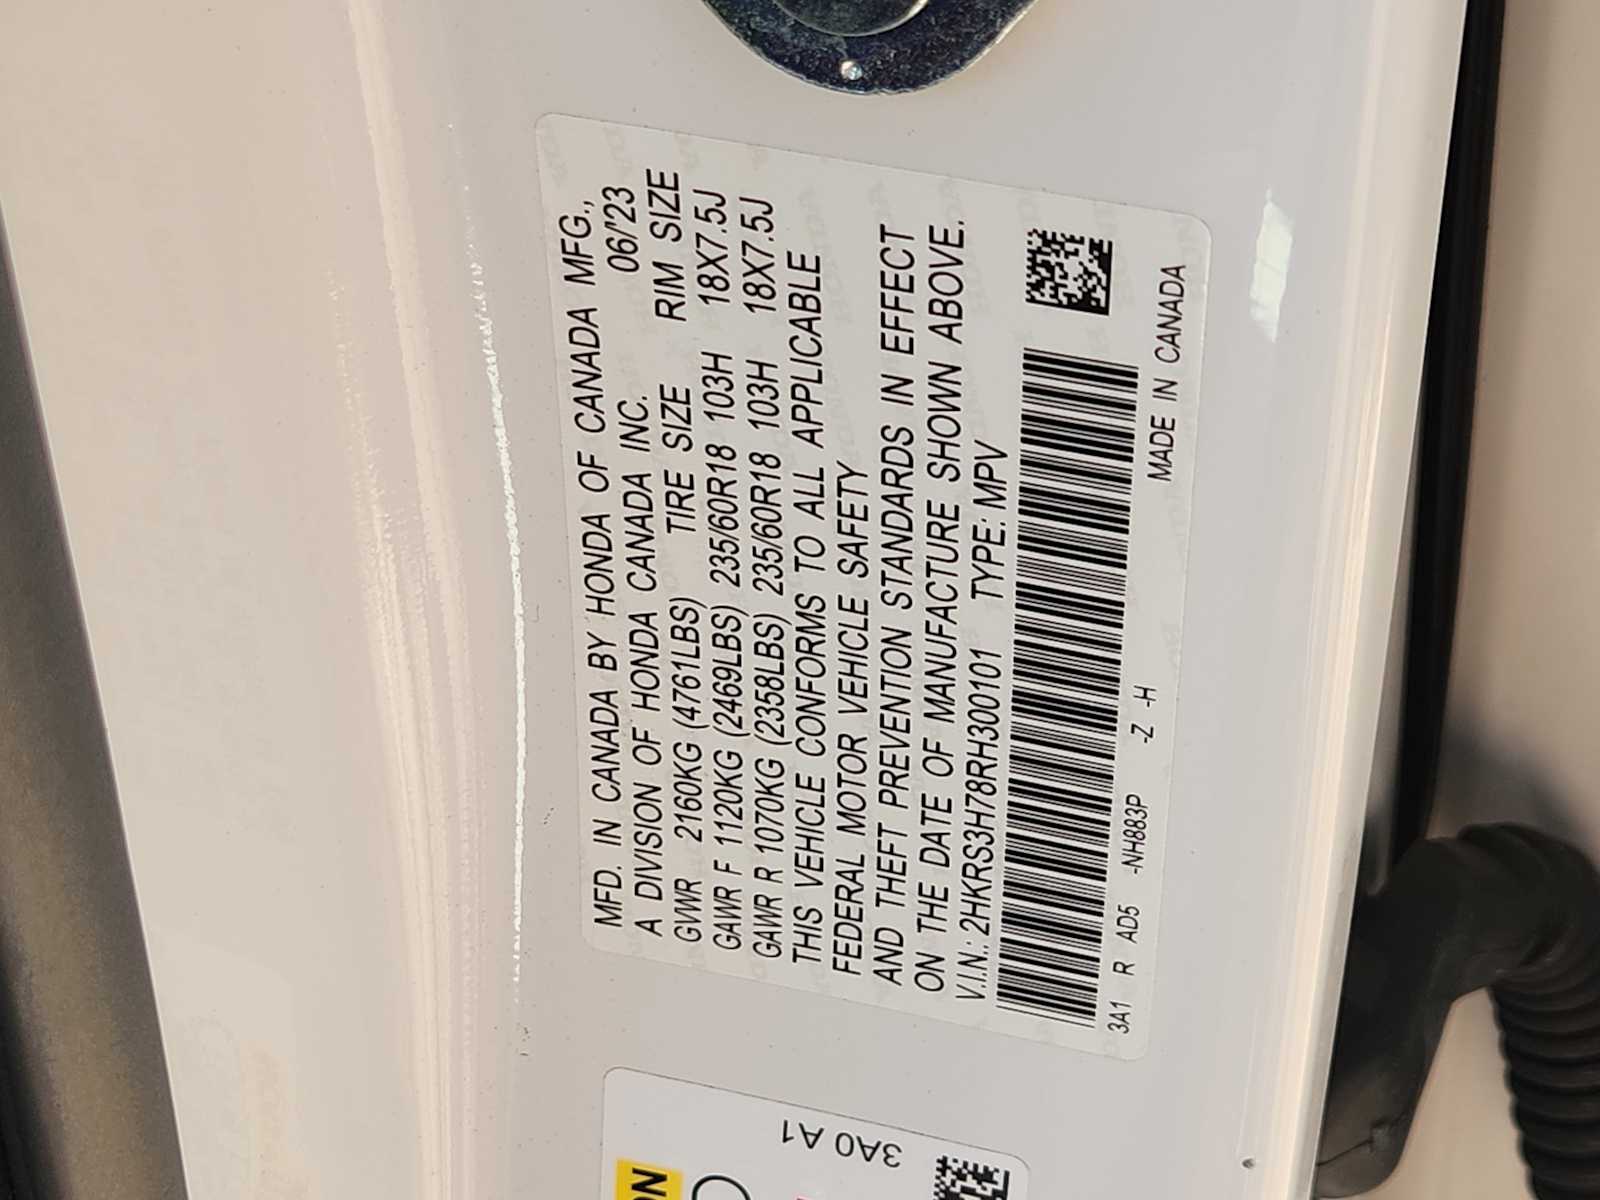 MFD. IN CANADA BY HONDA OF CANADA MFG.,
A DIVISION OF HONDA CANADA INC. 06/'23
GVWR 2160KG (4761LBS) TIRE SIZE RIM SIZE
GAWR F 1120KG (2469LBS) 235/60R18 103H 18X7.5J
GAWR R 1070KG (2358LBS) 235/60R18 103H 18X7.5J
THIS VEHICLE CONFORMS TO ALL APPLICABLE
FEDERAL MOTOR VEHICLE SAFETY
AND THEFT PREVENTION STANDARDS IN EFFECT
ON THE DATE OF MANUFACTURE SHOWN ABOVE.
V.I.N.: 2HKRS3H78RH300101 TYPE: MPV
3A1 R AD5 -NH883P -Z -H
MADE IN CANADA
3A0 A1